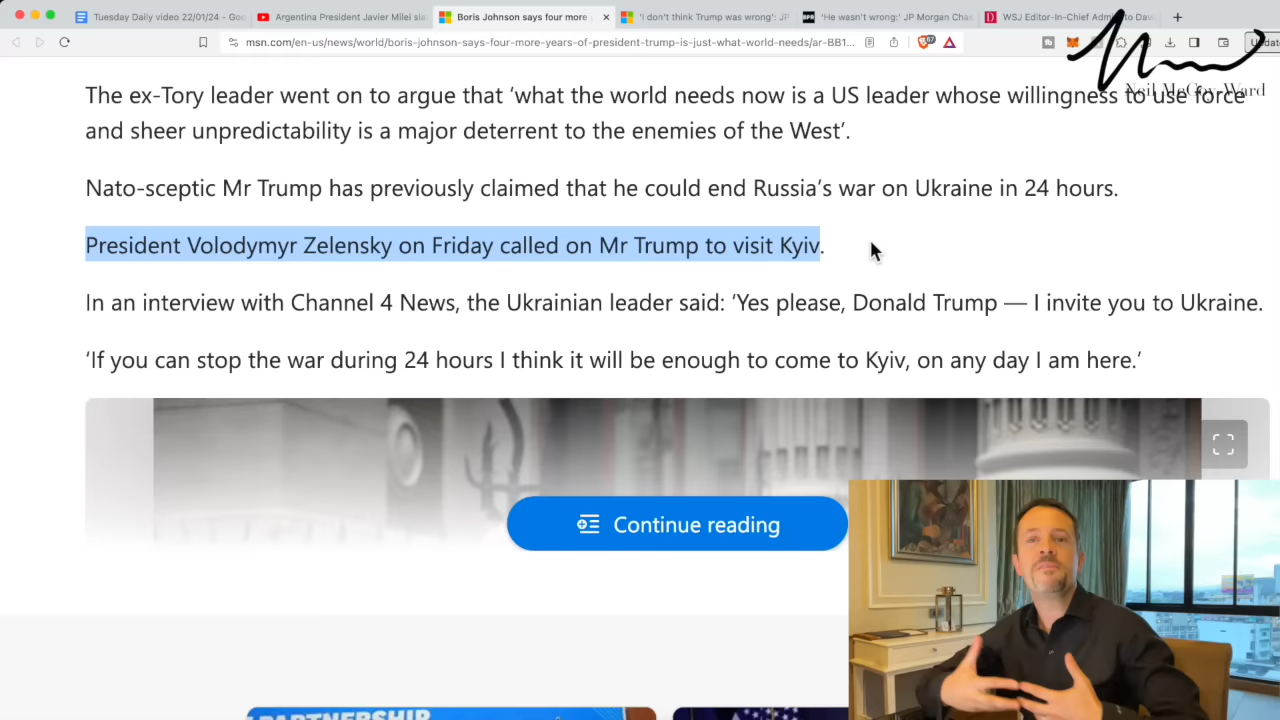 Tuesday Daily video 22/01/24 - Goo
Argentina President Javier Milei sla
Boris Johnson says four more
'I don't think Trump was wrong': JP
'He wasn't wrong:' JP Morgan Chas
WSJ Editor-In-Chief Admi to Dav
msn.com/en-us/news/world/boris-johnson-says-four-more-years-of-president-trump-is-just-what-world-needs/ar-BB1...
Neil McCoy-Ward
The ex-Tory leader went on to argue that ‘what the world needs now is a US leader whose willingness to use force
and sheer unpredictability is a major deterrent to the enemies of the West’.
Nato-sceptic Mr Trump has previously claimed that he could end Russia’s war on Ukraine in 24 hours.
President Volodymyr Zelensky on Friday called on Mr Trump to visit Kyiv.
In an interview with Channel 4 News, the Ukrainian leader said: ‘Yes please, Donald Trump — I invite you to Ukraine.
‘If you can stop the war during 24 hours I think it will be enough to come to Kyiv, on any day I am here.’
Continue reading
PARTNERSHIP